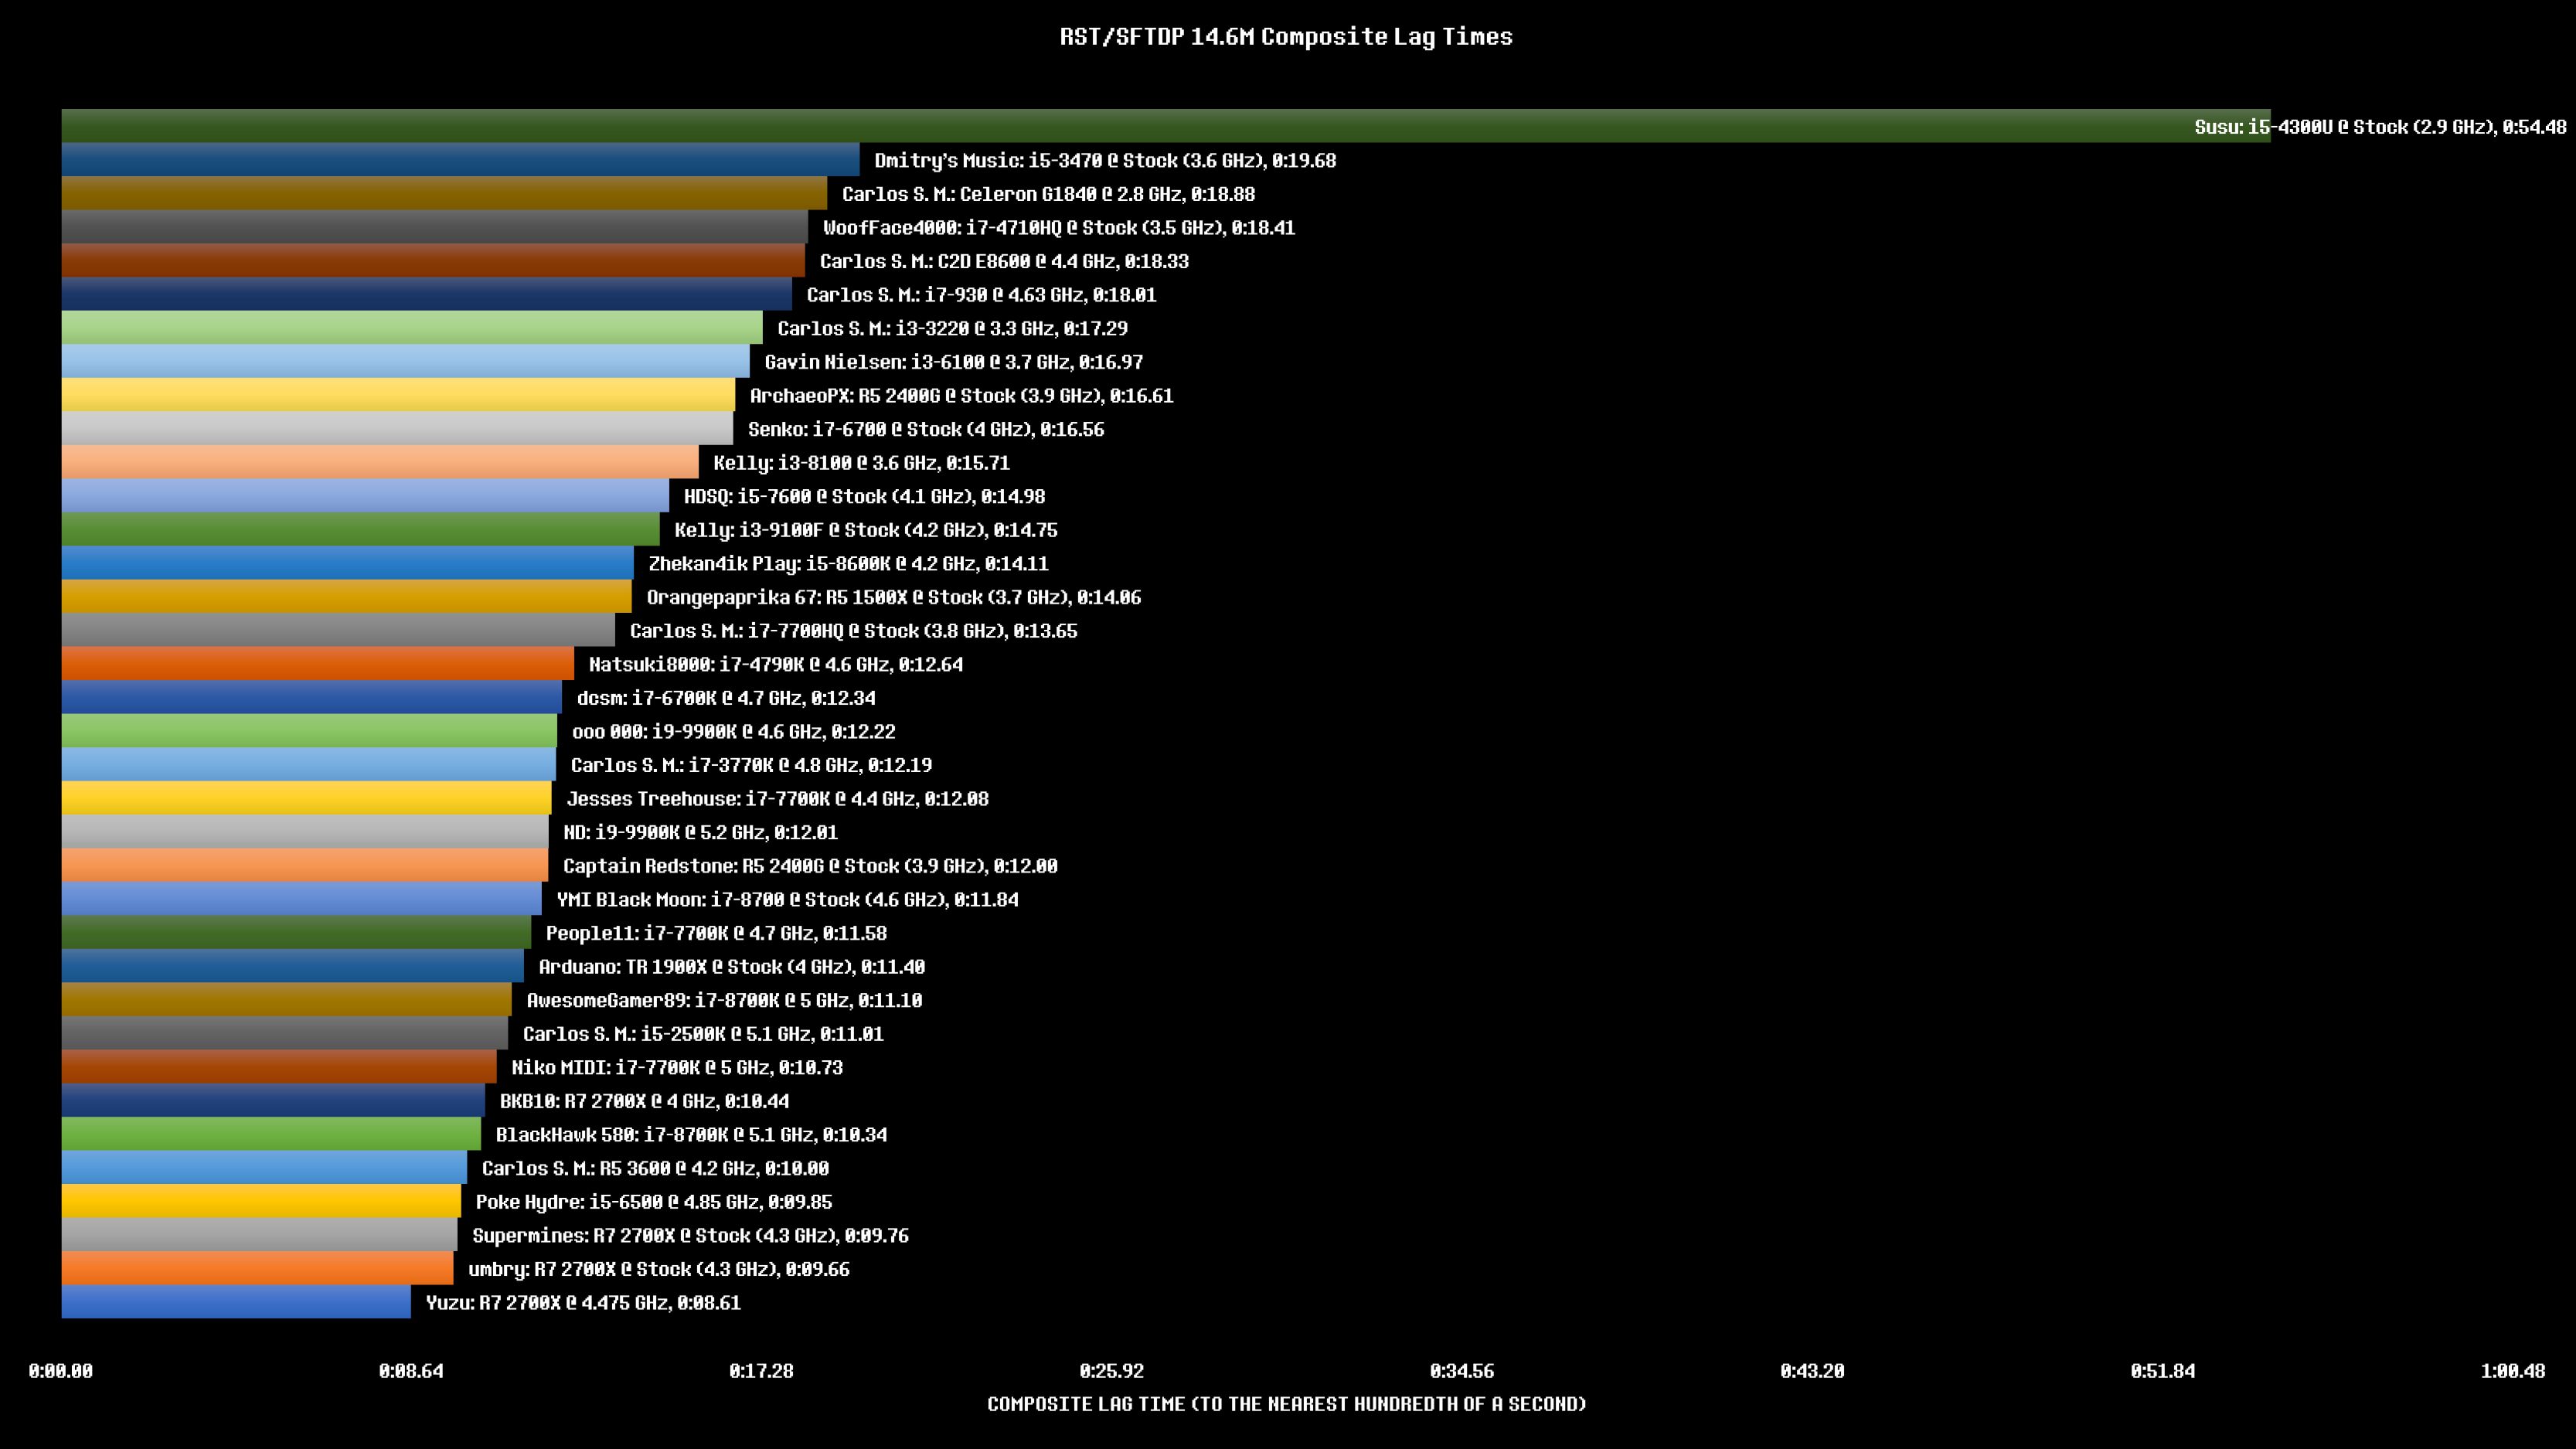 RST/SFTDP 14.6M Composite Lag Times
Susu: i5-4300U @ Stock (2.9 GHz), 0:54.48
Dmitry's Music: i5-3470 @ Stock (3.6 GHz), 0:19.68
Carlos S. M.: Celeron G1840 @ 2.8 GHz, 0:18.88
WoofFace4000: i7-4710HQ @ Stock (3.5 GHz), 0:18.41
Carlos S. M.: C2D E8600 @ 4.4 GHz, 0:18.33
Carlos S. M.: i7-930 @ 4.63 GHz, 0:18.01
Carlos S. M.: i3-3220 @ 3.3 GHz, 0:17.29
Gavin Nielsen: i3-6100 @ 3.7 GHz, 0:16.97
ArchaeoPX: R5 2400G @ Stock (3.9 GHz), 0:16.61
Senko: i7-6700 @ Stock (4 GHz), 0:16.56
Kelly: i3-8100 @ 3.6 GHz, 0:15.71
HDSQ: i5-7600 @ Stock (4.1 GHz), 0:14.98
Kelly: i3-9100F @ Stock (4.2 GHz), 0:14.75
Zhekan4ik Play: i5-8600K @ 4.2 GHz, 0:14.11
Orangepaprika 67: R5 1500X @ Stock (3.7 GHz), 0:14.06
Carlos S. M.: i7-7700HQ @ Stock (3.8 GHz), 0:13.65
Natsuki8000: i7-4790K @ 4.6 GHz, 0:12.64
dcsm: i7-6700K @ 4.7 GHz, 0:12.34
ooo 000: i9-9900K @ 4.6 GHz, 0:12.22
Carlos S. M.: i7-3770K @ 4.8 GHz, 0:12.19
Jesses Treehouse: i7-7700K @ 4.4 GHz, 0:12.08
ND: i9-9900K @ 5.2 GHz, 0:12.01
Captain Redstone: R5 2400G @ Stock (3.9 GHz), 0:12.00
YMI Black Moon: i7-8700 @ Stock (4.6 GHz), 0:11.84
People11: i7-7700K @ 4.7 GHz, 0:11.58
Arduano: TR 1900X @ Stock (4 GHz), 0:11.40
AwesomeGamer89: i7-8700K @ 5 GHz, 0:11.10
Carlos S. M.: i5-2500K @ 5.1 GHz, 0:11.01
Niko MIDI: i7-7700K @ 5 GHz, 0:10.73
BKB10: R7 2700X @ 4 GHz, 0:10.44
BlackHawk 580: i7-8700K @ 5.1 GHz, 0:10.34
Carlos S. M.: R5 3600 @ 4.2 GHz, 0:10.00
Poke Hydre: i5-6500 @ 4.85 GHz, 0:09.85
Supermines: R7 2700X @ Stock (4.3 GHz), 0:09.76
umbry: R7 2700X @ Stock (4.3 GHz), 0:09.66
Yuzu: R7 2700X @ 4.475 GHz, 0:08.61
0:00.00 0:08.64 0:17.28 0:25.92 0:34.56 0:43.20 0:51.84 1:00.48
COMPOSITE LAG TIME (TO THE NEAREST HUNDREDTH OF A SECOND)